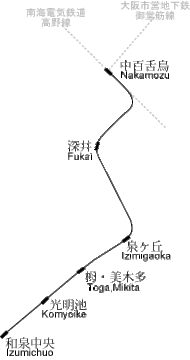 南海電気鉄道
高野線
大阪市営地下鉄
御堂筋線
中百舌鳥
Nakamozu
深井
Fukai
泉ケ丘
Izimigaoka
栂・美木多
Toga Mikita
光明池
Komyoike
和泉中央
Izumichuo